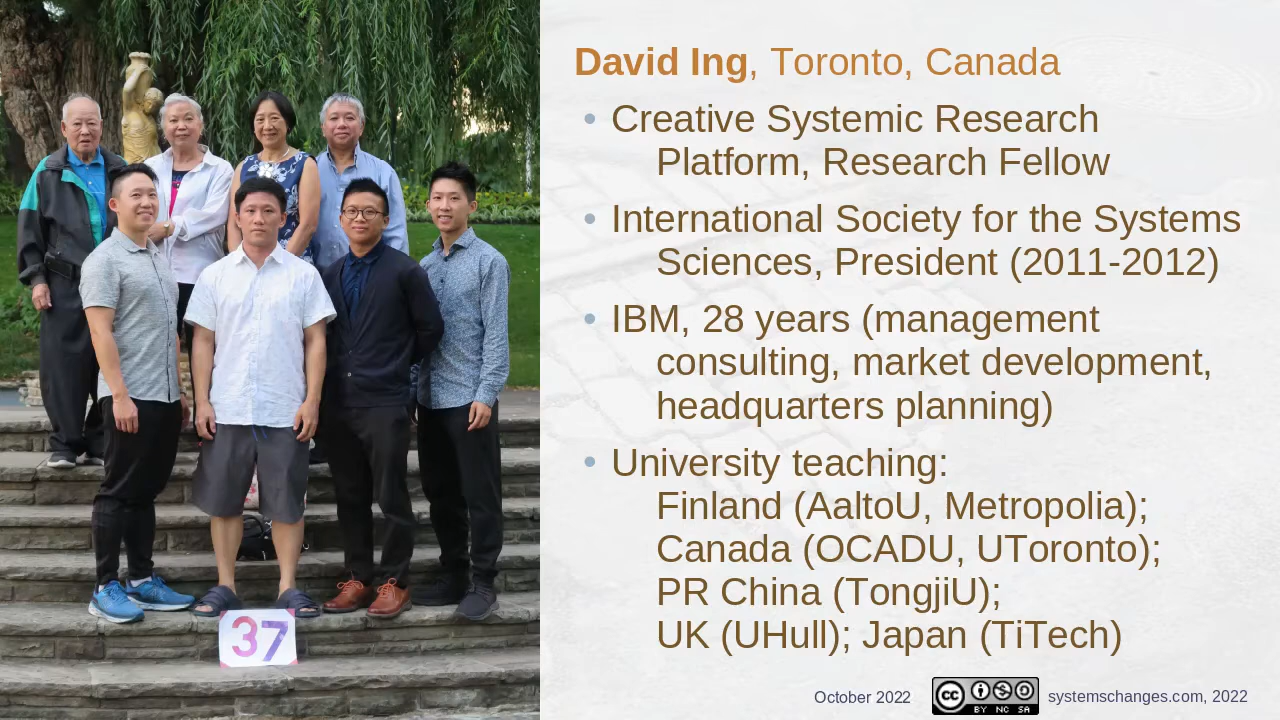 David Ing, Toronto, Canada
• Creative Systemic Research
Platform, Research Fellow
• International Society for the Systems
Sciences, President (2011-2012)
• IBM, 28 years (management
consulting, market development,
headquarters planning)
• University teaching:
Finland (AaltoU, Metropolia);
Canada (OCADU, UToronto);
PR China (TongjiU);
UK (UHull); Japan (TiTech)
37
October 2022
cc
BY NC SA
systemschanges.com, 2022